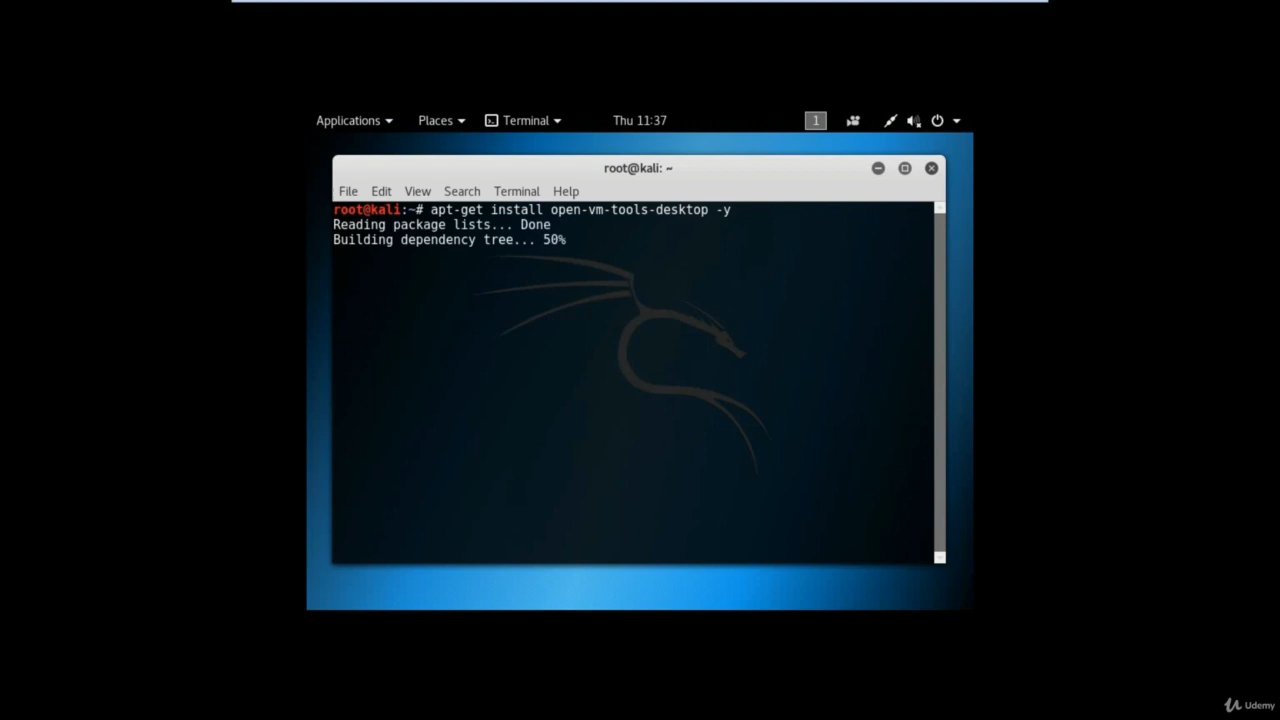 Applications Places Terminal Thu 11:37 1
root@kali: ~
File Edit View Search Terminal Help
root@kali:~# apt-get install open-vm-tools-desktop -y
Reading package lists... Done
Building dependency tree... 50%
Udemy